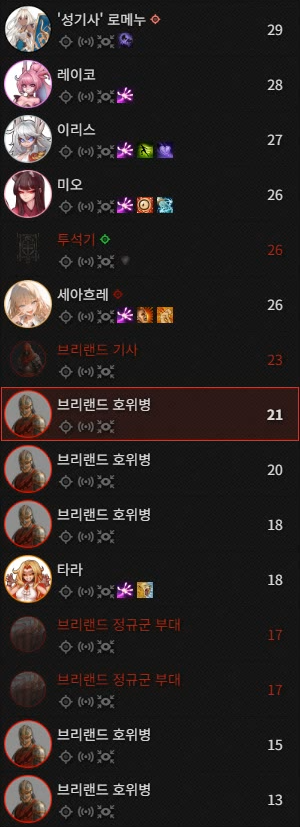 '성기사' 로메누
29
레이코
28
이리스
27
미오
26
투석기
26
세아흐레
26
브리랜드 기사
23
브리랜드 호위병
21
브리랜드 호위병
20
브리랜드 호위병
18
타라
18
브리랜드 정규군 부대
17
브리랜드 정규군 부대
17
브리랜드 호위병
15
브리랜드 호위병
13